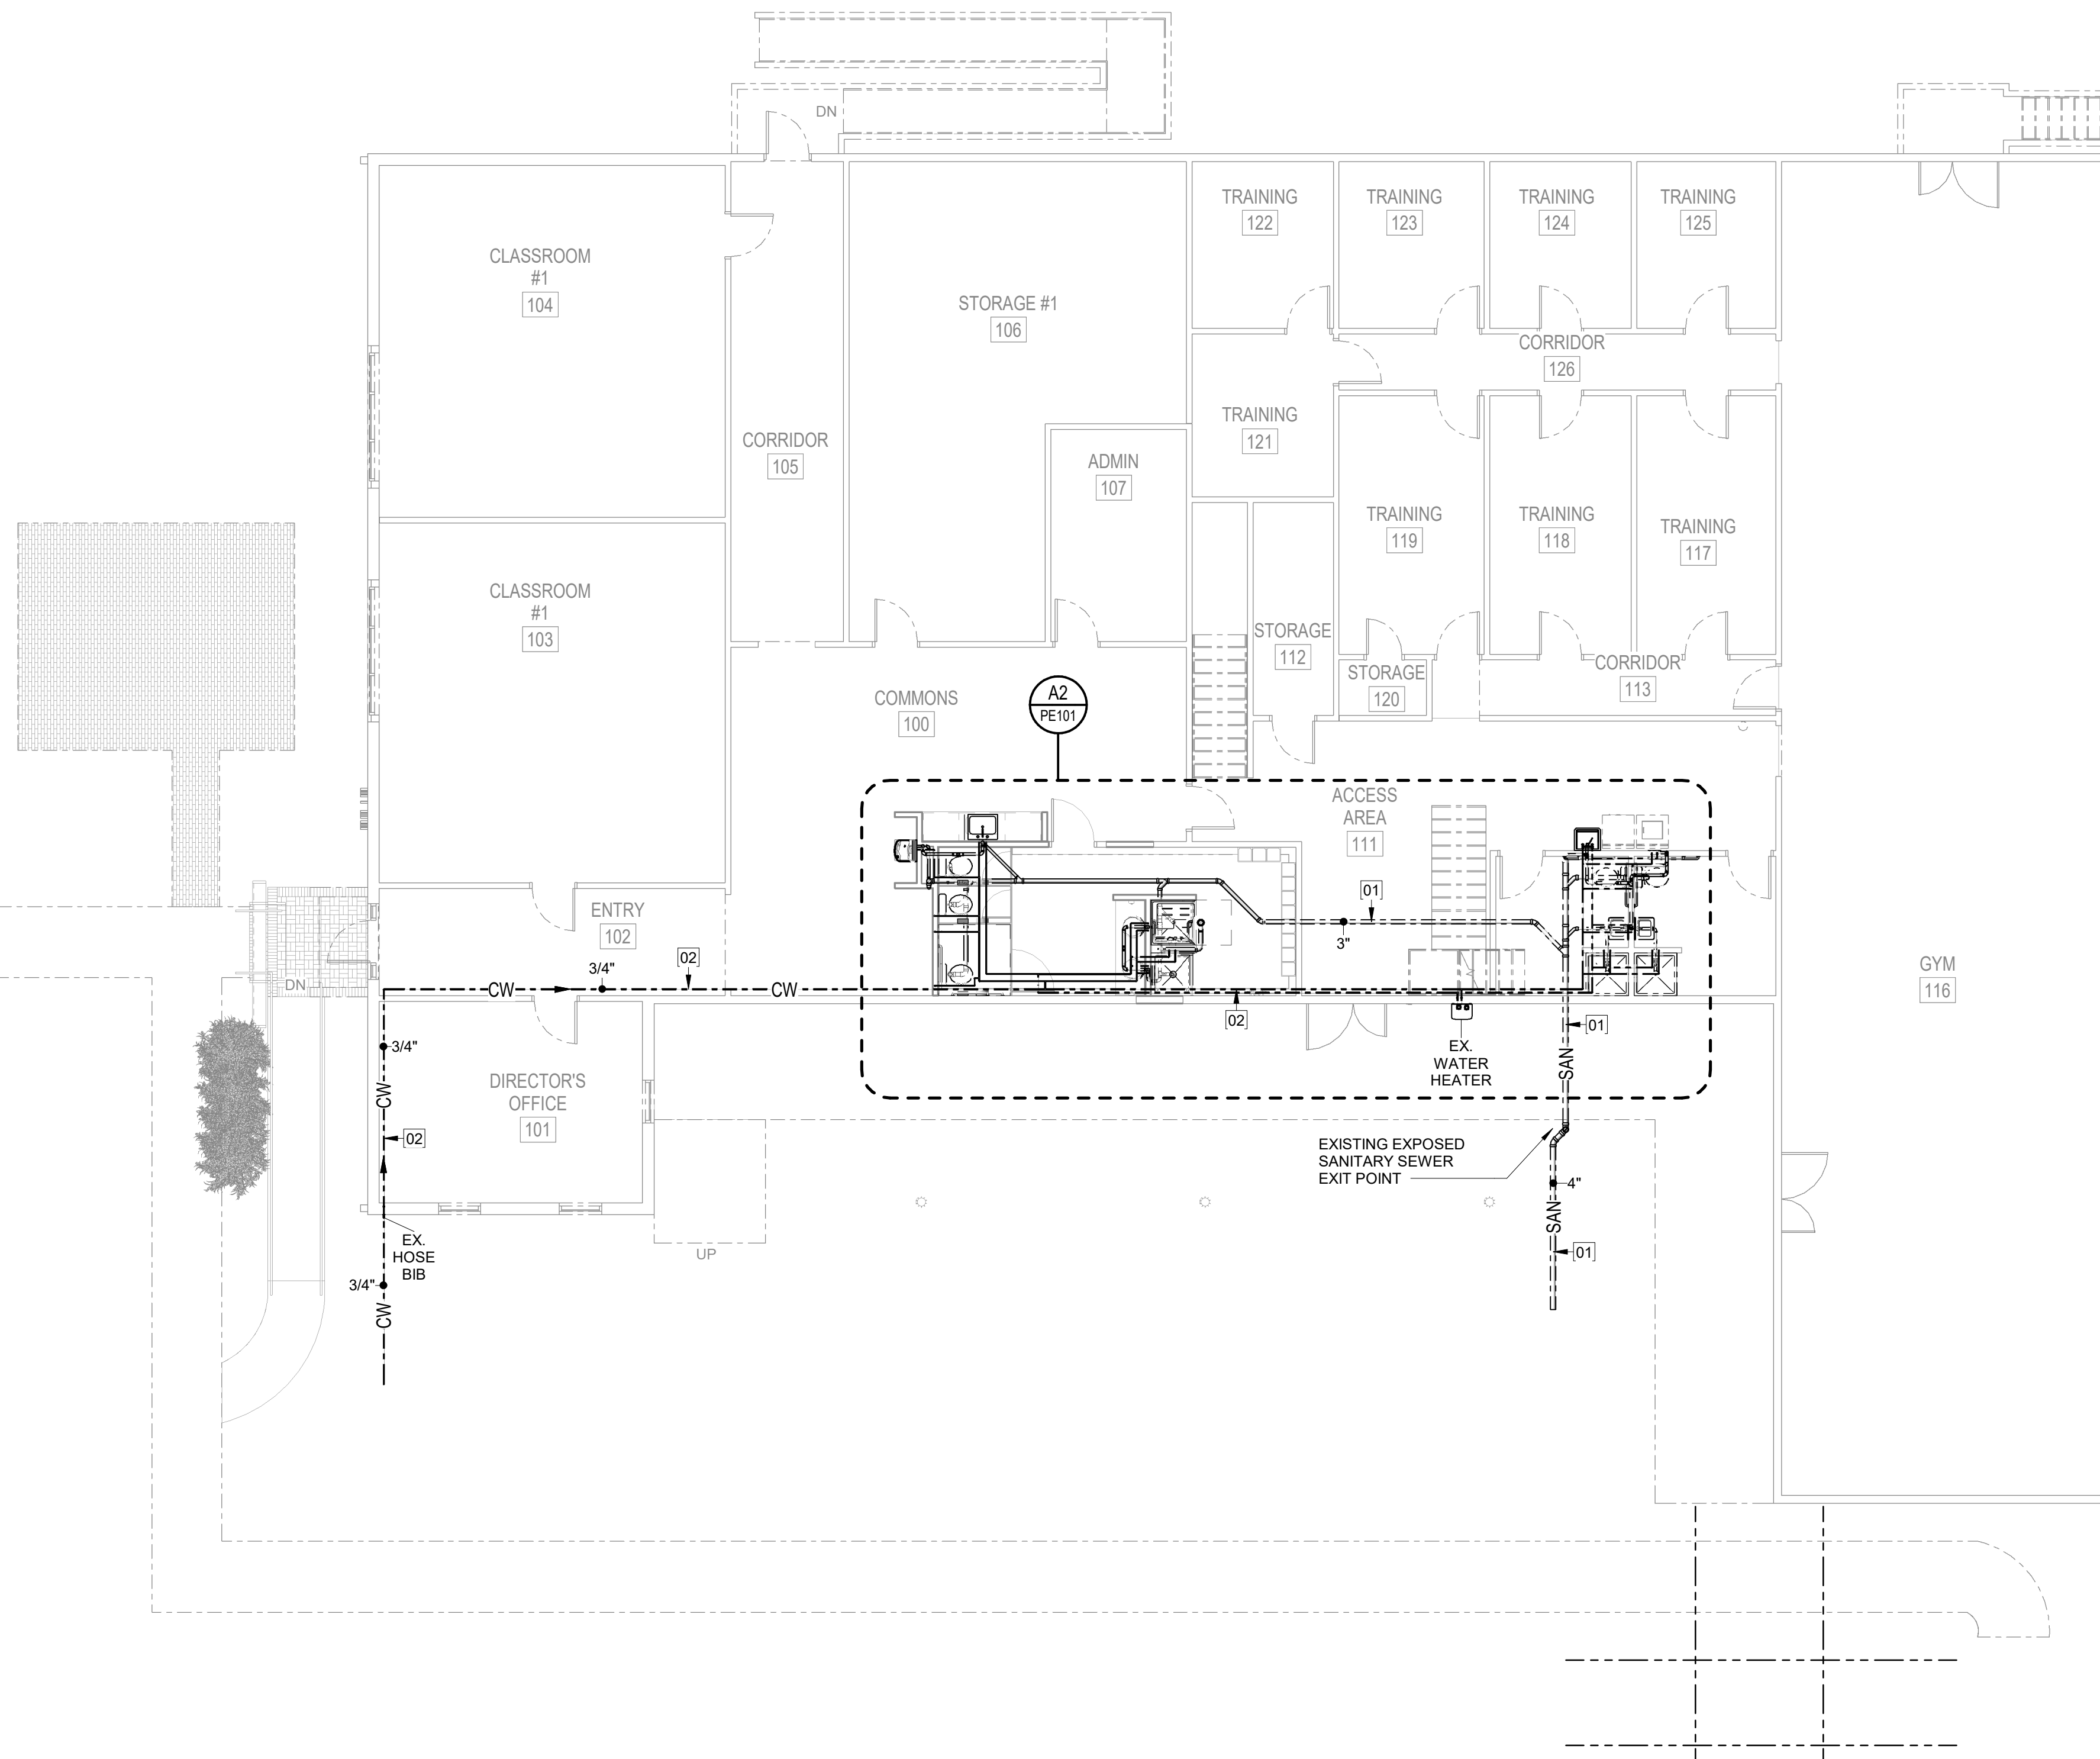 DN
TRAINING
122
TRAINING
123
TRAINING
124
TRAINING
125
CLASSROOM
#1
104
STORAGE #1
106
CORRIDOR
126
TRAINING
121
CORRIDOR
105
ADMIN
107
TRAINING
119
TRAINING
118
TRAINING
117
CLASSROOM
#1
103
STORAGE
112
STORAGE
120
CORRIDOR
113
COMMONS
100
A2
PE101
ACCESS
AREA
111
01
3"
ENTRY
102
3/4"
02
CW
CW
DN
GYM
116
02
01
EX.
WATER
HEATER
SAN
3/4"
CW
02
DIRECTOR'S
OFFICE
101
EXISTING EXPOSED
SANITARY SEWER
EXIT POINT
4"
SAN
01
EX.
HOSE
BIB
UP
3/4"
CW